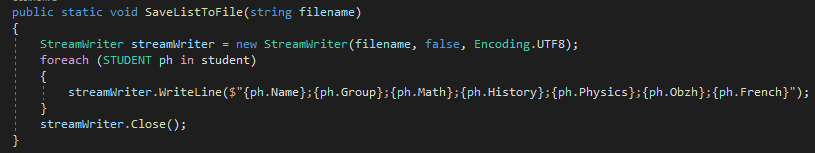 public static void SaveListToFile(string filename)
{
StreamWriter streamWriter = new StreamWriter(filename, false, Encoding.UTF8);
foreach (STUDENT ph in student)
{
streamWriter.WriteLine($"{ph.Name};{ph.Group};{ph.Math};{ph.History};{ph.Physics};{ph.Obzh};{ph.French}");
}
streamWriter.Close();
}